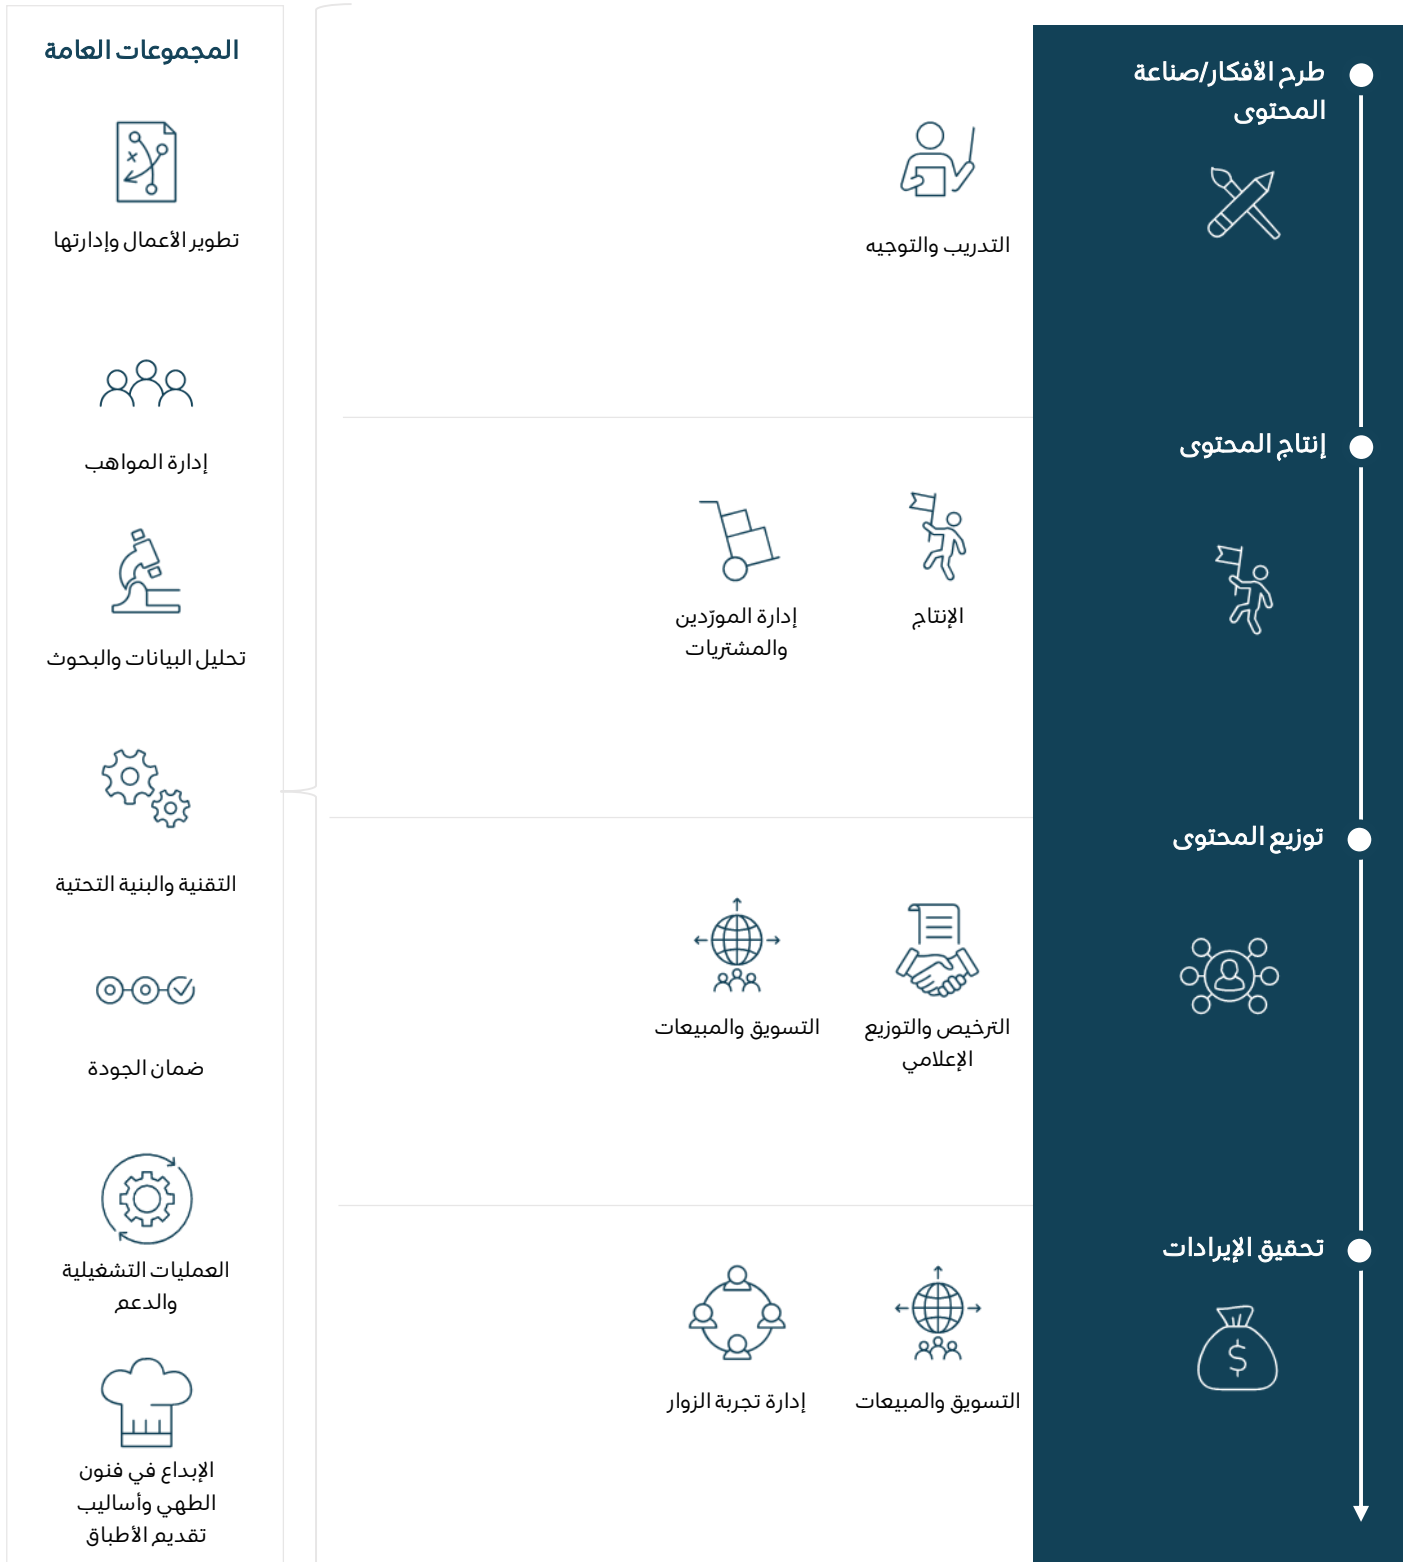 طرح الأفكار/صناعة
المحتوى
التدريب والتوجيه
إنتاج المحتوى
الإنتاج
إدارة المورّدين
والمشتريات
توزيع المحتوى
الترخيص والتوزيع
الإعلامي
التسويق والمبيعات
تحقيق الإيرادات
$
التسويق والمبيعات
إدارة تجربة الزوار
المجموعات العامة
تطوير الأعمال وإدارتها
إدارة المواهب
تحليل البيانات والبحوث
التقنية والبنية التحتية
ضمان الجودة
العمليات التشغيلية
والدعم
الإبداع في فنون
الطهي وأساليب
تقديم الأطباق